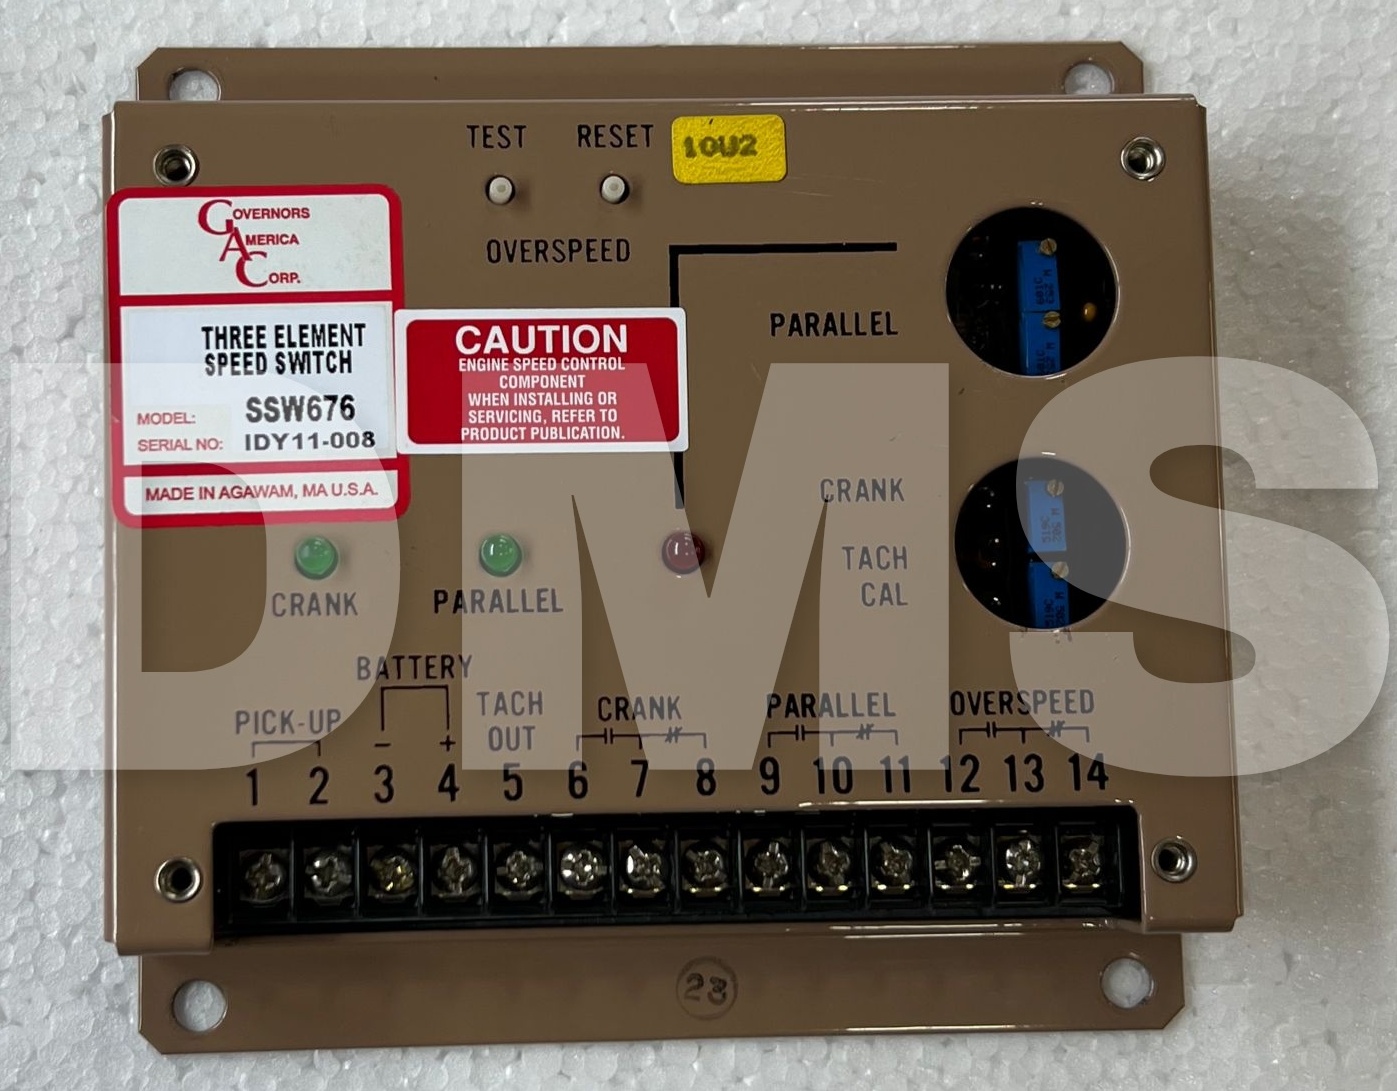 TEST RESET
10U2
OVERSPEED
GOVERNORS
AMERICA
CORP.
THREE ELEMENT
SPEED SWITCH
MODEL: SSW676
SERIAL NO: IDY11-008
MADE IN AGAWAM, MA U.S.A.
CAUTION
ENGINE SPEED CONTROL
COMPONENT
WHEN INSTALLING OR
SERVICING, REFER TO
PRODUCT PUBLICATION.
PARALLEL
CRANK
TACH
CAL
CRANK
PARALLEL
DMS
PICK-UP
BATTERY
- +
TACH
OUT
CRANK
PARALLEL
OVERSPEED
1 2 3 4 5 6 7 8 9 10 11 12 13 14
23